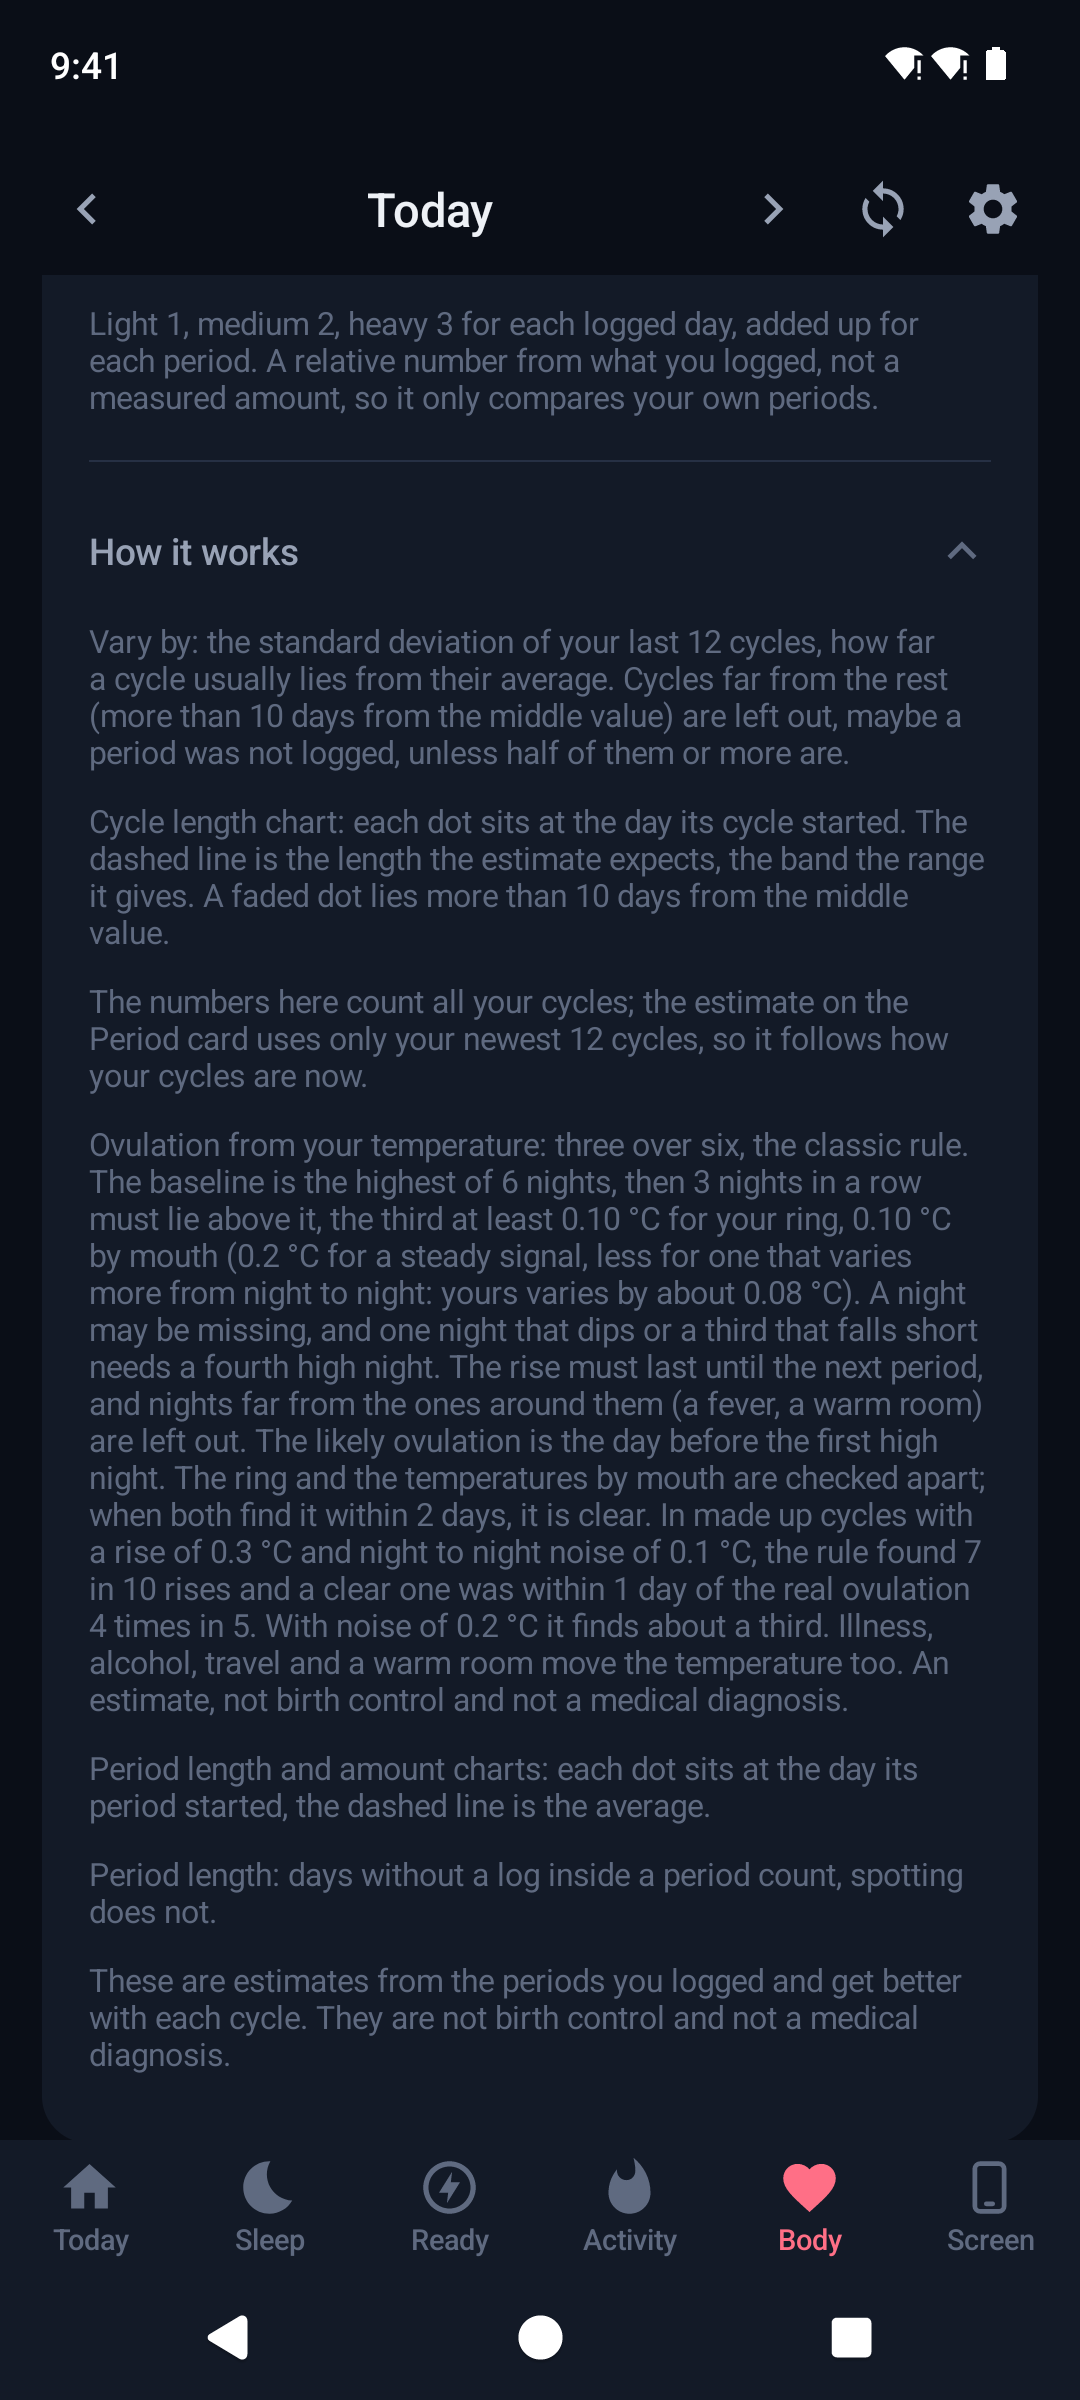 9:41
Today
Light 1, medium 2, heavy 3 for each logged day, added up for
each period. A relative number from what you logged, not a
measured amount, so it only compares your own periods.
How it works
Vary by: the standard deviation of your last 12 cycles, how far
a cycle usually lies from their average. Cycles far from the rest
(more than 10 days from the middle value) are left out, maybe a
period was not logged, unless half of them or more are.
Cycle length chart: each dot sits at the day its cycle started. The
dashed line is the length the estimate expects, the band the range
it gives. A faded dot lies more than 10 days from the middle
value.
The numbers here count all your cycles; the estimate on the
Period card uses only your newest 12 cycles, so it follows how
your cycles are now.
Ovulation from your temperature: three over six, the classic rule.
The baseline is the highest of 6 nights, then 3 nights in a row
must lie above it, the third at least 0.10 °C for your ring, 0.10 °C
by mouth (0.2 °C for a steady signal, less for one that varies
more from night to night: yours varies by about 0.08 °C). A night
may be missing, and one night that dips or a third that falls short
needs a fourth high night. The rise must last until the next period,
and nights far from the ones around them (a fever, a warm room)
are left out. The likely ovulation is the day before the first high
night. The ring and the temperatures by mouth are checked apart;
when both find it within 2 days, it is clear. In made up cycles with
a rise of 0.3 °C and night to night noise of 0.1 °C, the rule found 7
in 10 rises and a clear one was within 1 day of the real ovulation
4 times in 5. With noise of 0.2 °C it finds about a third. Illness,
alcohol, travel and a warm room move the temperature too. An
estimate, not birth control and not a medical diagnosis.
Period length and amount charts: each dot sits at the day its
period started, the dashed line is the average.
Period length: days without a log inside a period count, spotting
does not.
These are estimates from the periods you logged and get better
with each cycle. They are not birth control and not a medical
diagnosis.
Today
Sleep
Ready
Activity
Body
Screen